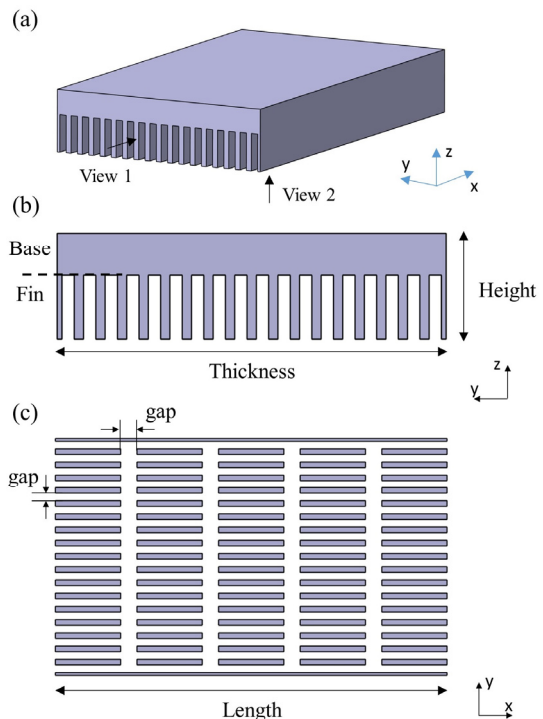 (a)
View 1
View 2
y
z
x
(b)
Base
Fin
Height
Thickness
z
y
(c)
gap
gap
Length
y
x